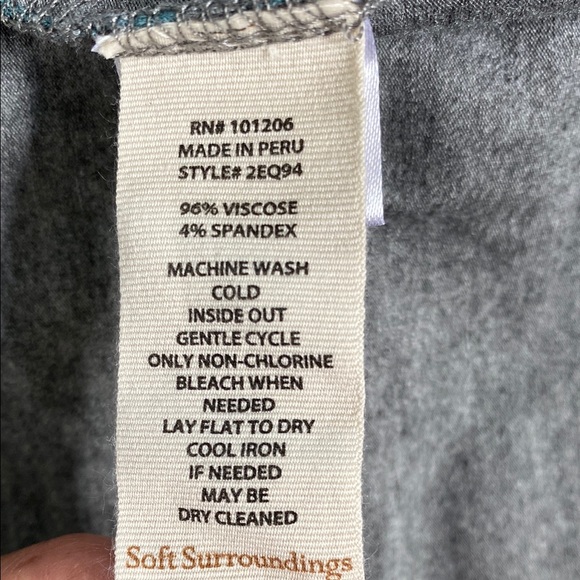 RN# 101206
MADE IN PERU
STYLE# 2EQ94
96% VISCOSE
4% SPANDEX
MACHINE WASH
COLD
INSIDE OUT
GENTLE CYCLE
ONLY NON-CHLORINE
BLEACH WHEN
NEEDED
LAY FLAT TO DRY
COOL IRON
IF NEEDED
MAY BE
DRY CLEANED
Soft Surroundings